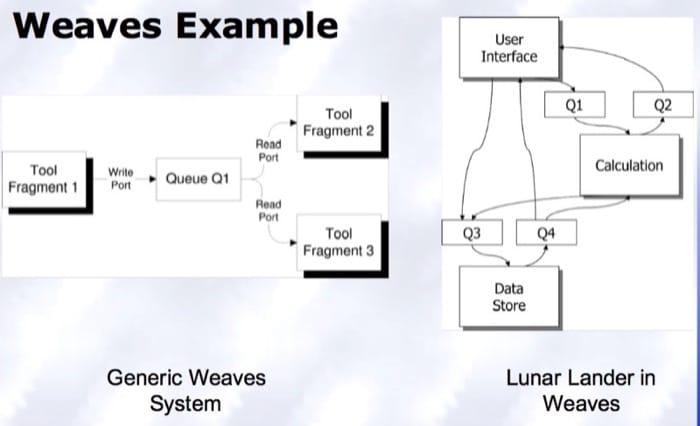 Weaves Example
Tool
Fragment 1
Write
Port
Queue Q1
Read
Port
Read
Port
Tool
Fragment 2
Tool
Fragment 3
Generic Weaves
System
User
Interface
Q1
Q2
Calculation
Q3
Q4
Data
Store
Lunar Lander in
Weaves